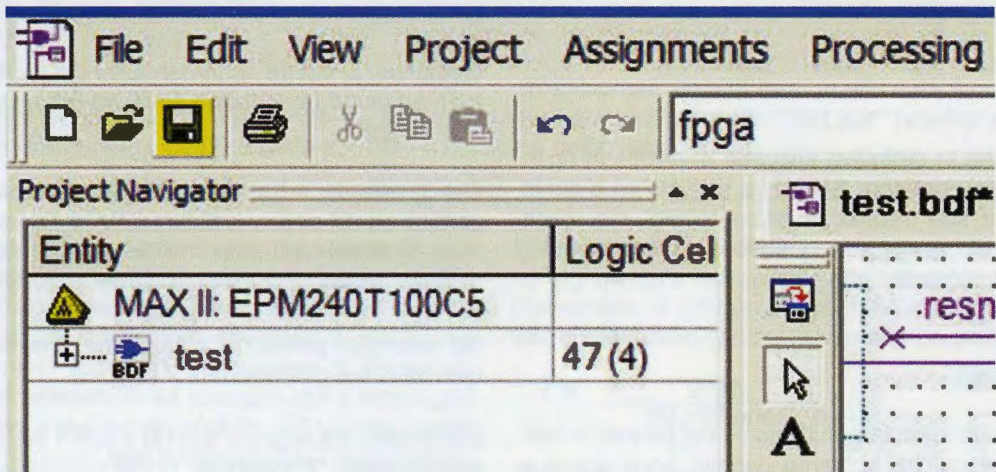 File Edit View Project Assignments Processing
fpga
Project Navigator
test.bdf*
Entity Logic Cel
MAX II: EPM240T100C5
resn
BDF test 47 (4)
A